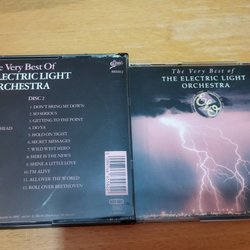 The Very Best Of
ELECTRIC LIGHT
ORCHESTRA
DISC 2
1. DON'T BRING ME DOWN
2. SO SERIOUS
3. GETTING TO THE POINT
4. DO YA
5. HOLD ON TIGHT
6. SECRET MESSAGES
7. WILD WEST HERO
8. HERE IS THE NEWS
9. SHINE A LITTLE LOVE
10. I'M ALIVE
11. ALL OVER THE WORLD
12. ROLL OVER BEETHOVEN
HEAD
The Very Best of
THE ELECTRIC LIGHT
ORCHESTRA